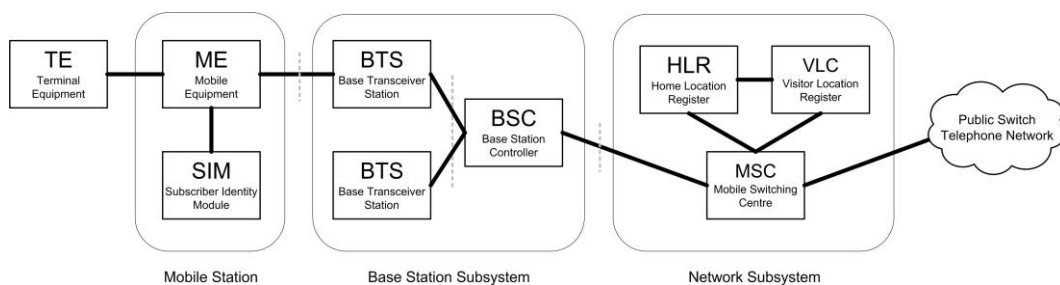 TE
Terminal
Equipment
ME
Mobile
Equipment
SIM
Subscriber Identity
Module
Mobile Station
BTS
Base Transceiver
Station
BTS
Base Transceiver
Station
BSC
Base Station
Controller
Base Station Subsystem
HLR
Home Location
Register
VLC
Visitor Location
Register
MSC
Mobile Switching
Centre
Network Subsystem
Public Switch
Telephone Network